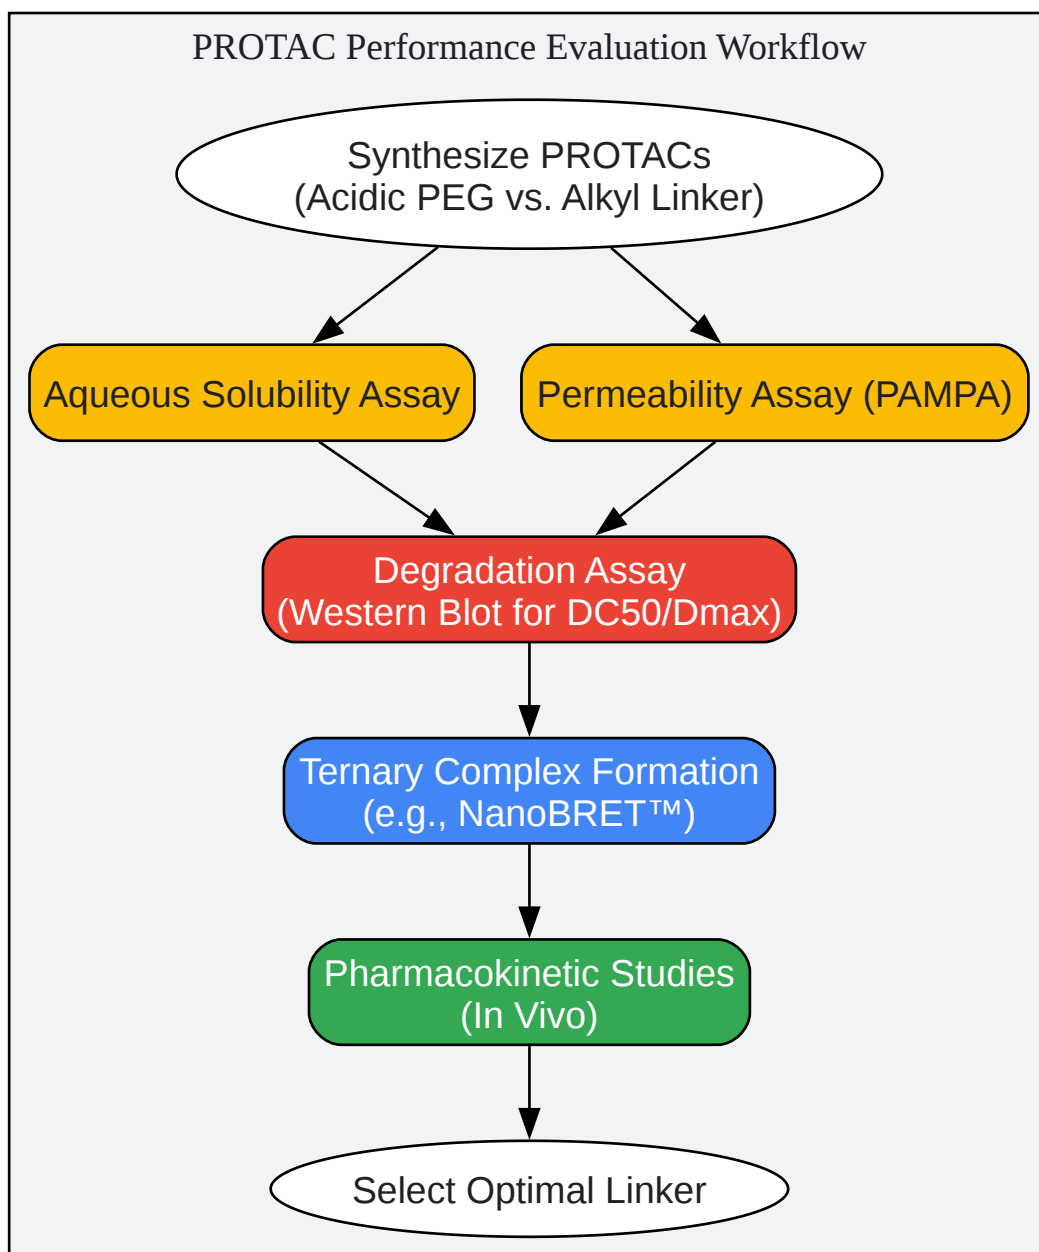 PROTAC Performance Evaluation Workflow
Synthesize PROTACs
(Acidic PEG vs. Alkyl Linker)
Aqueous Solubility Assay
Permeability Assay (PAMPA)
Degradation Assay
(Western Blot for DC50/Dmax)
Ternary Complex Formation
(e.g., NanoBRET™)
Pharmacokinetic Studies
(In Vivo)
Select Optimal Linker